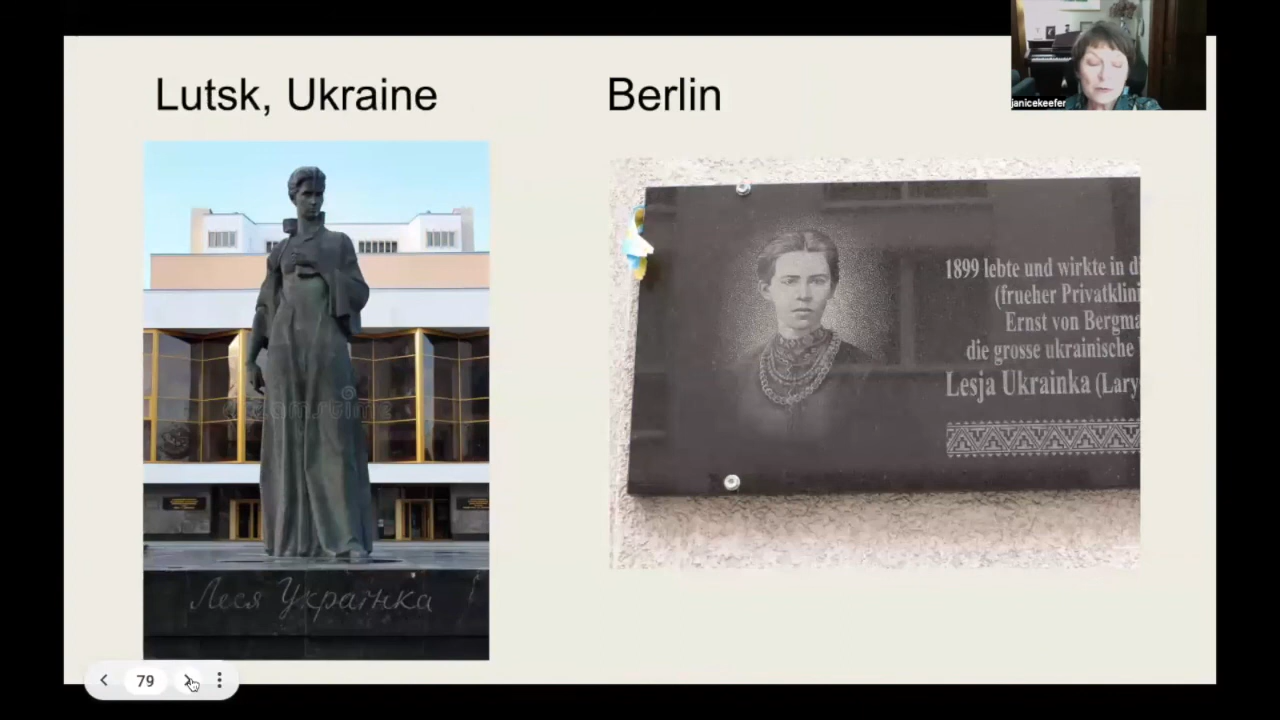 Lutsk, Ukraine
Berlin
janicekeefer
1899 lebte und wirkte in d
(frueher Privatklini
Ernst von Bergma
die grosse ukrainische
Lesja Ukrainka (Lary
Леся Українка
dreamstime
79